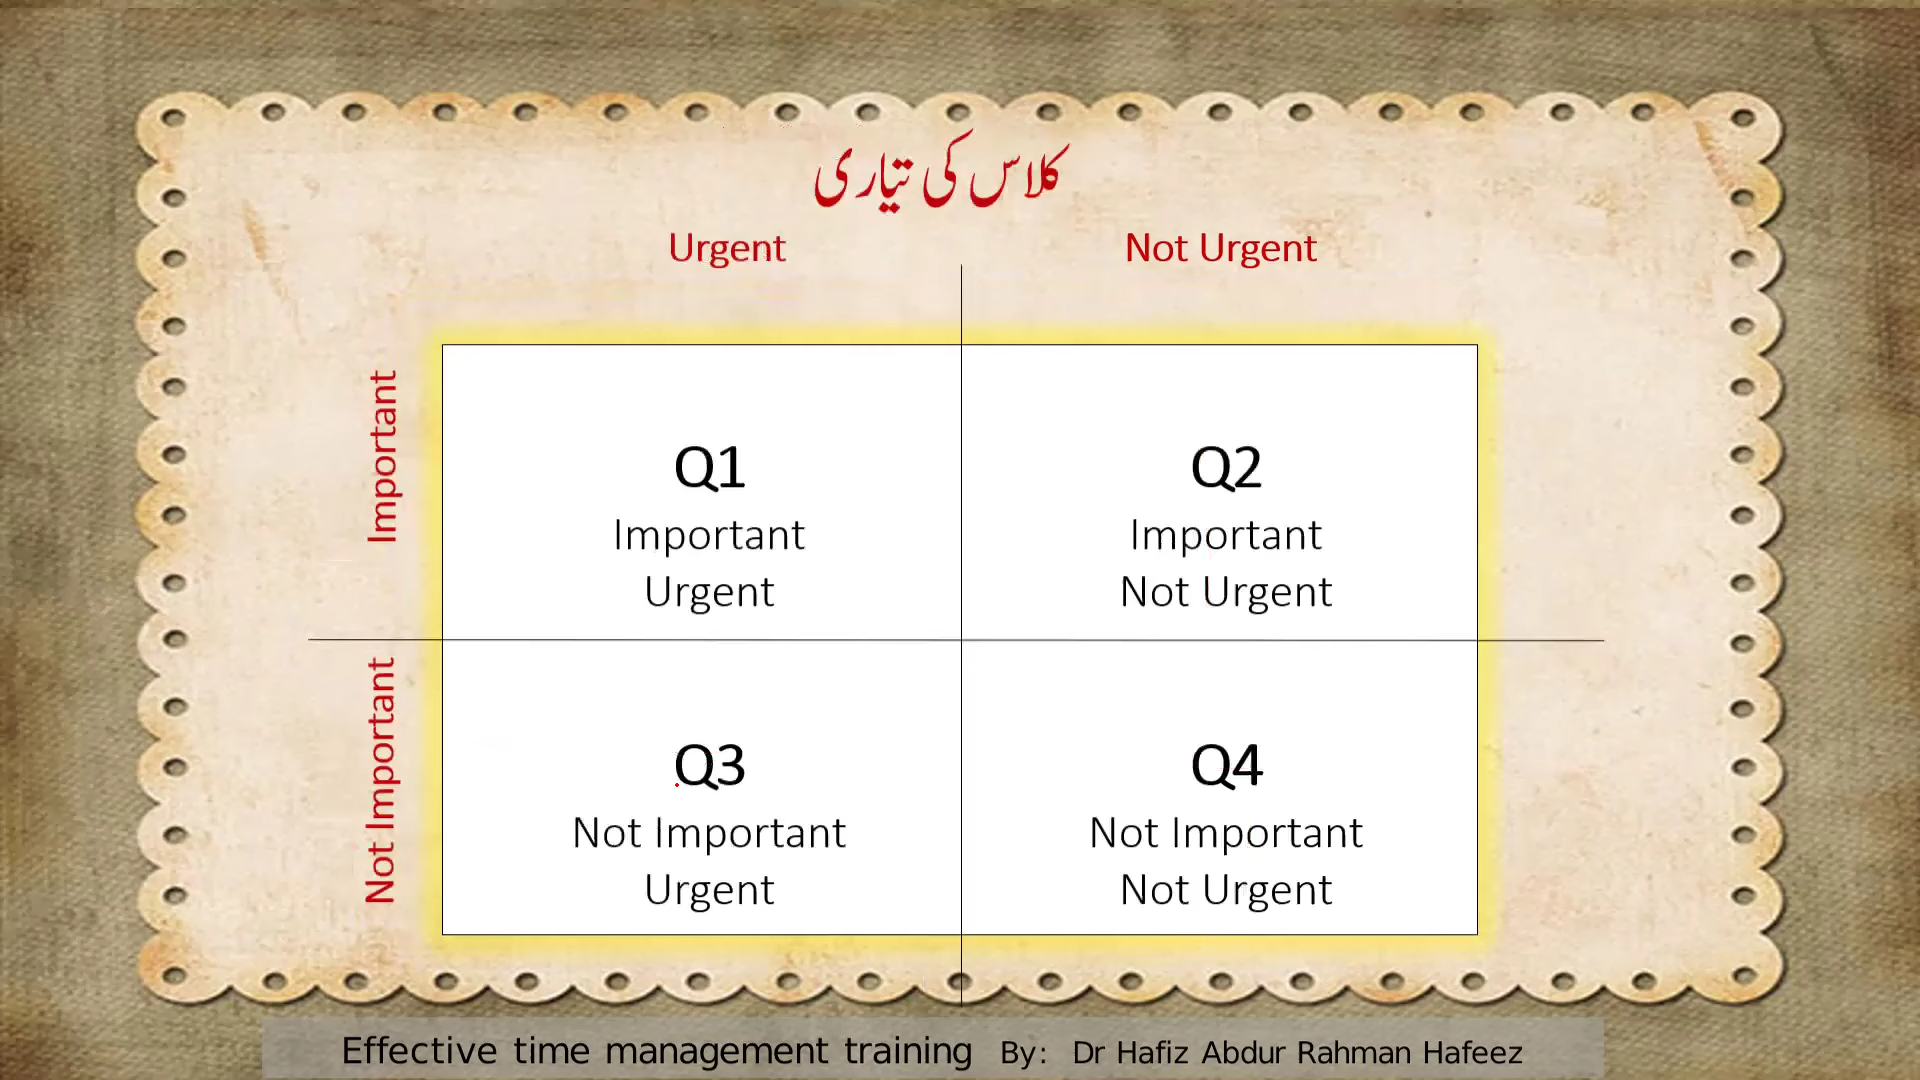 کلاس کی تیاری
Urgent
Not Urgent
Important
Q1
Important
Urgent
Q2
Important
Not Urgent
Not Important
Q3
Not Important
Urgent
Q4
Not Important
Not Urgent
Effective time management training By: Dr Hafiz Abdur Rahman Hafeez